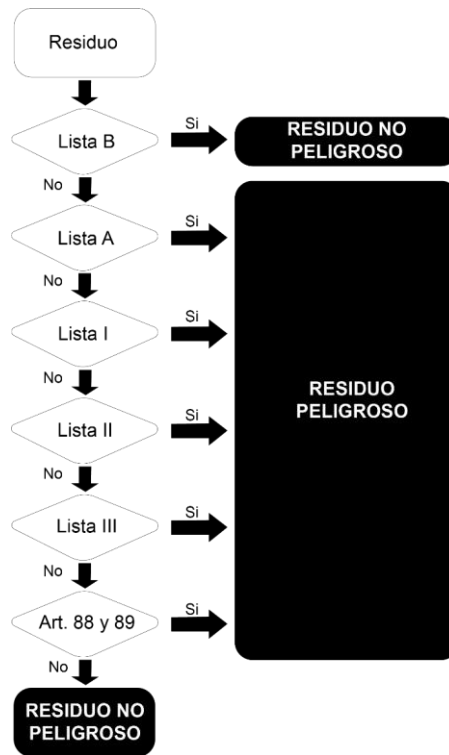 Residuo
Lista B
Si
RESIDUO NO
PELIGROSO
No
Lista A
Si
No
Lista I
Si
RESIDUO
PELIGROSO
No
Lista II
Si
No
Lista III
Si
No
Art. 88 y 89
Si
No
RESIDUO NO
PELIGROSO